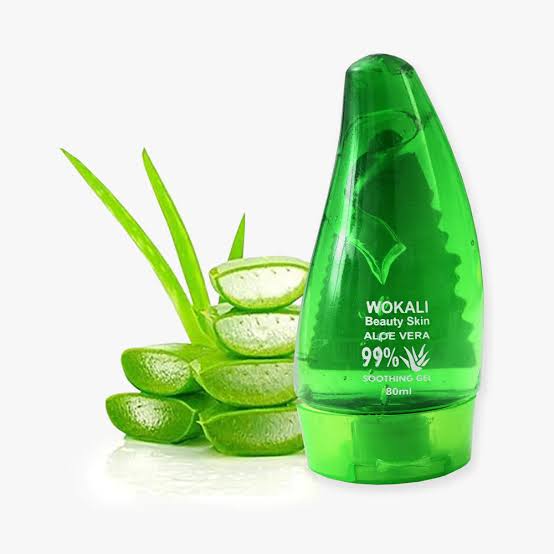 WOKALI
Beauty Skin
ALOE VERA
99%
SOOTHING GEL
80ml